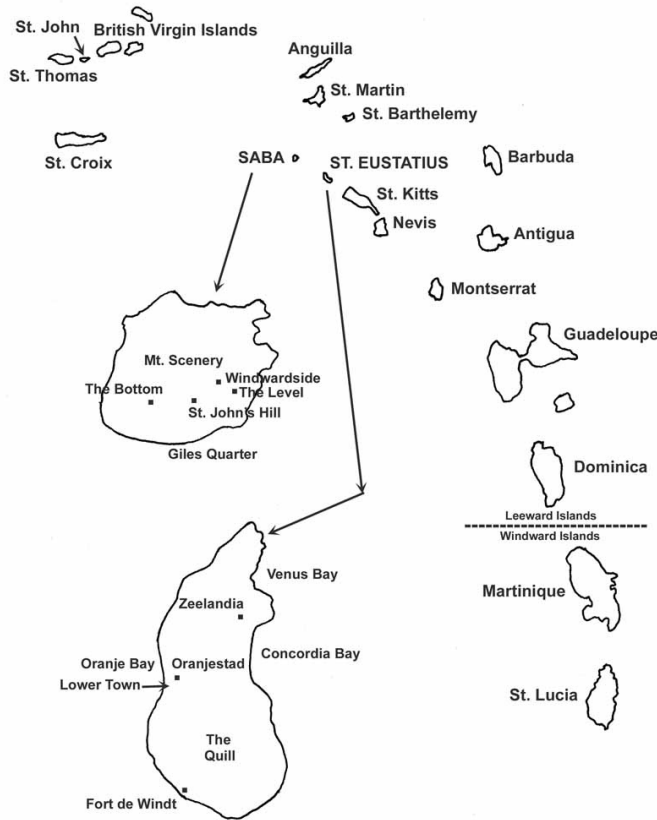 St. John
British Virgin Islands
St. Thomas
Anguilla
St. Martin
St. Barthelemy
St. Croix
SABA
ST. EUSTATIUS
Barbuda
St. Kitts
Nevis
Antigua
Montserrat
Guadeloupe
Mt. Scenery
Windwardside
The Bottom
The Level
St. John's Hill
Giles Quarter
Dominica
Leeward Islands
Windward Islands
Venus Bay
Martinique
Zeelandia
Concordia Bay
Oranje Bay
Oranjestad
Lower Town
St. Lucia
The
Quill
Fort de Windt